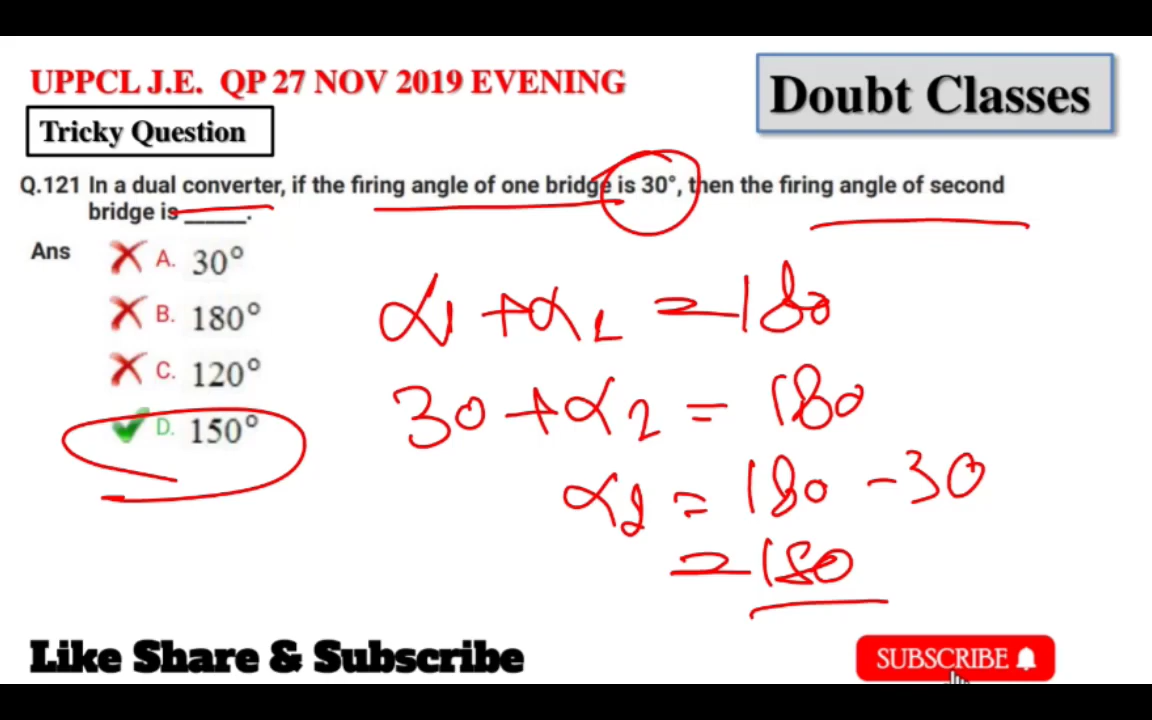 UPPCL J.E. QP 27 NOV 2019 EVENING
Doubt Classes
Tricky Question
Q.121 In a dual converter, if the firing angle of one bridge is 30°, then the firing angle of second
bridge is _____.
Ans
A. 30°
B. 180°
C. 120°
D. 150°
α1 + α2 = 180
30 + α2 = 180
α2 = 180 - 30
Like Share & Subscribe
SUBSCRIBE